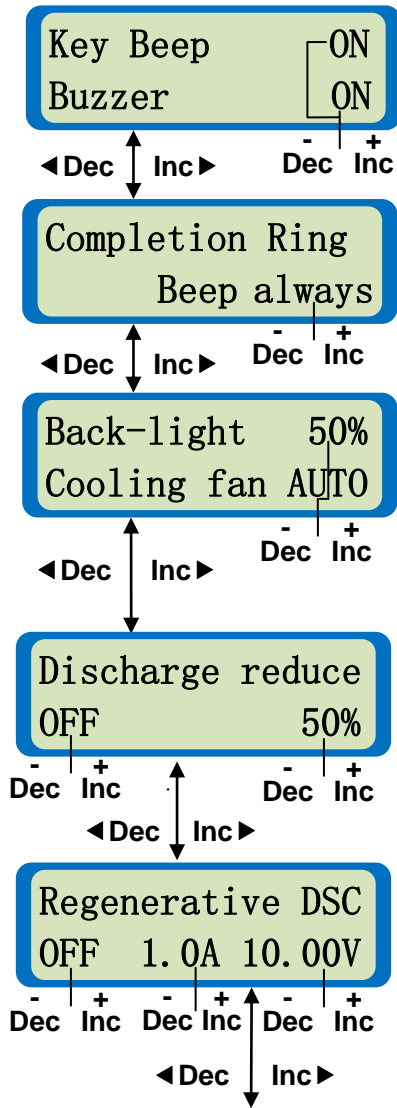 Key Beep ON
Buzzer ON
- +
Dec Inc
◀Dec Inc▶
Completion Ring
Beep always
- +
Dec Inc
◀Dec Inc▶
Back-light 50%
Cooling fan AUTO
- +
Dec Inc
◀Dec Inc▶
Discharge reduce
OFF 50%
- + - +
Dec Inc Dec Inc
◀Dec Inc▶
Regenerative DSC
OFF 1.0A 10.00V
- + - + - +
Dec Inc Dec Inc Dec Inc
◀Dec Inc▶